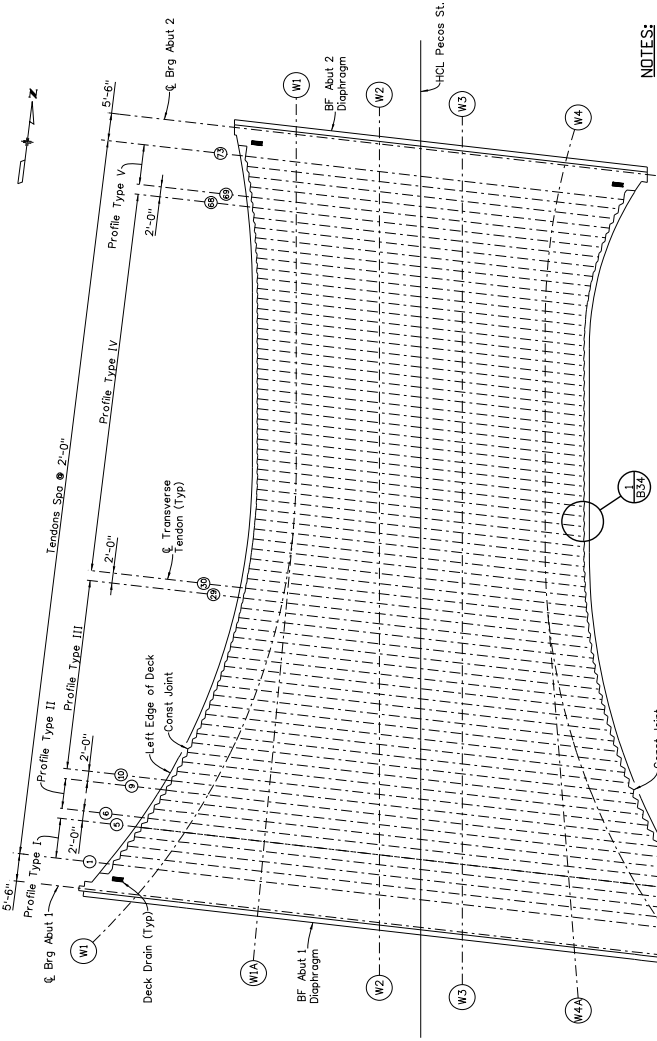 N
5'-6"
℄ Brg Abut 2
Tendons Spa @ 2'-0"
5'-6"
Profile Type V
2'-0"
Profile Type IV
2'-0"
Profile Type III
Profile Type II
2'-0"
2'-0"
Profile Type I
℄ Brg Abut 1
℄ Transverse
Tendon (Typ)
73
69
68
30
29
10
9
6
5
1
Left Edge of Deck
Const Joint
Deck Drain (Typ)
BF Abut 1
Diaphragm
BF Abut 2
Diaphragm
W1
W1A
W2
W3
W4A
W1
W2
HCL Pecos St.
W3
W4
1
B34
Const Joint
NOTES: